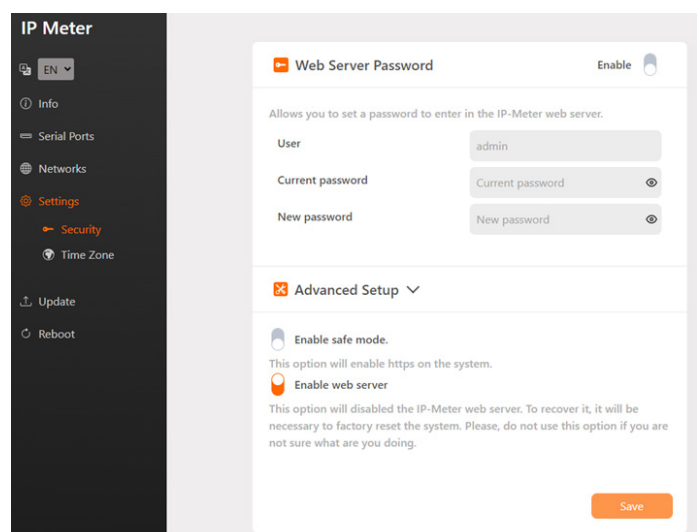 IP Meter
EN
Info
Serial Ports
Networks
Settings
Security
Time Zone
Update
Reboot
Web Server Password
Enable
Allows you to set a password to enter in the IP-Meter web server.
User
admin
Current password
Current password
New password
New password
Advanced Setup
Enable safe mode.
This option will enable https on the system.
Enable web server
This option will disabled the IP-Meter web server. To recover it, it will be
necessary to factory reset the system. Please, do not use this option if you are
not sure what are you doing.
Save